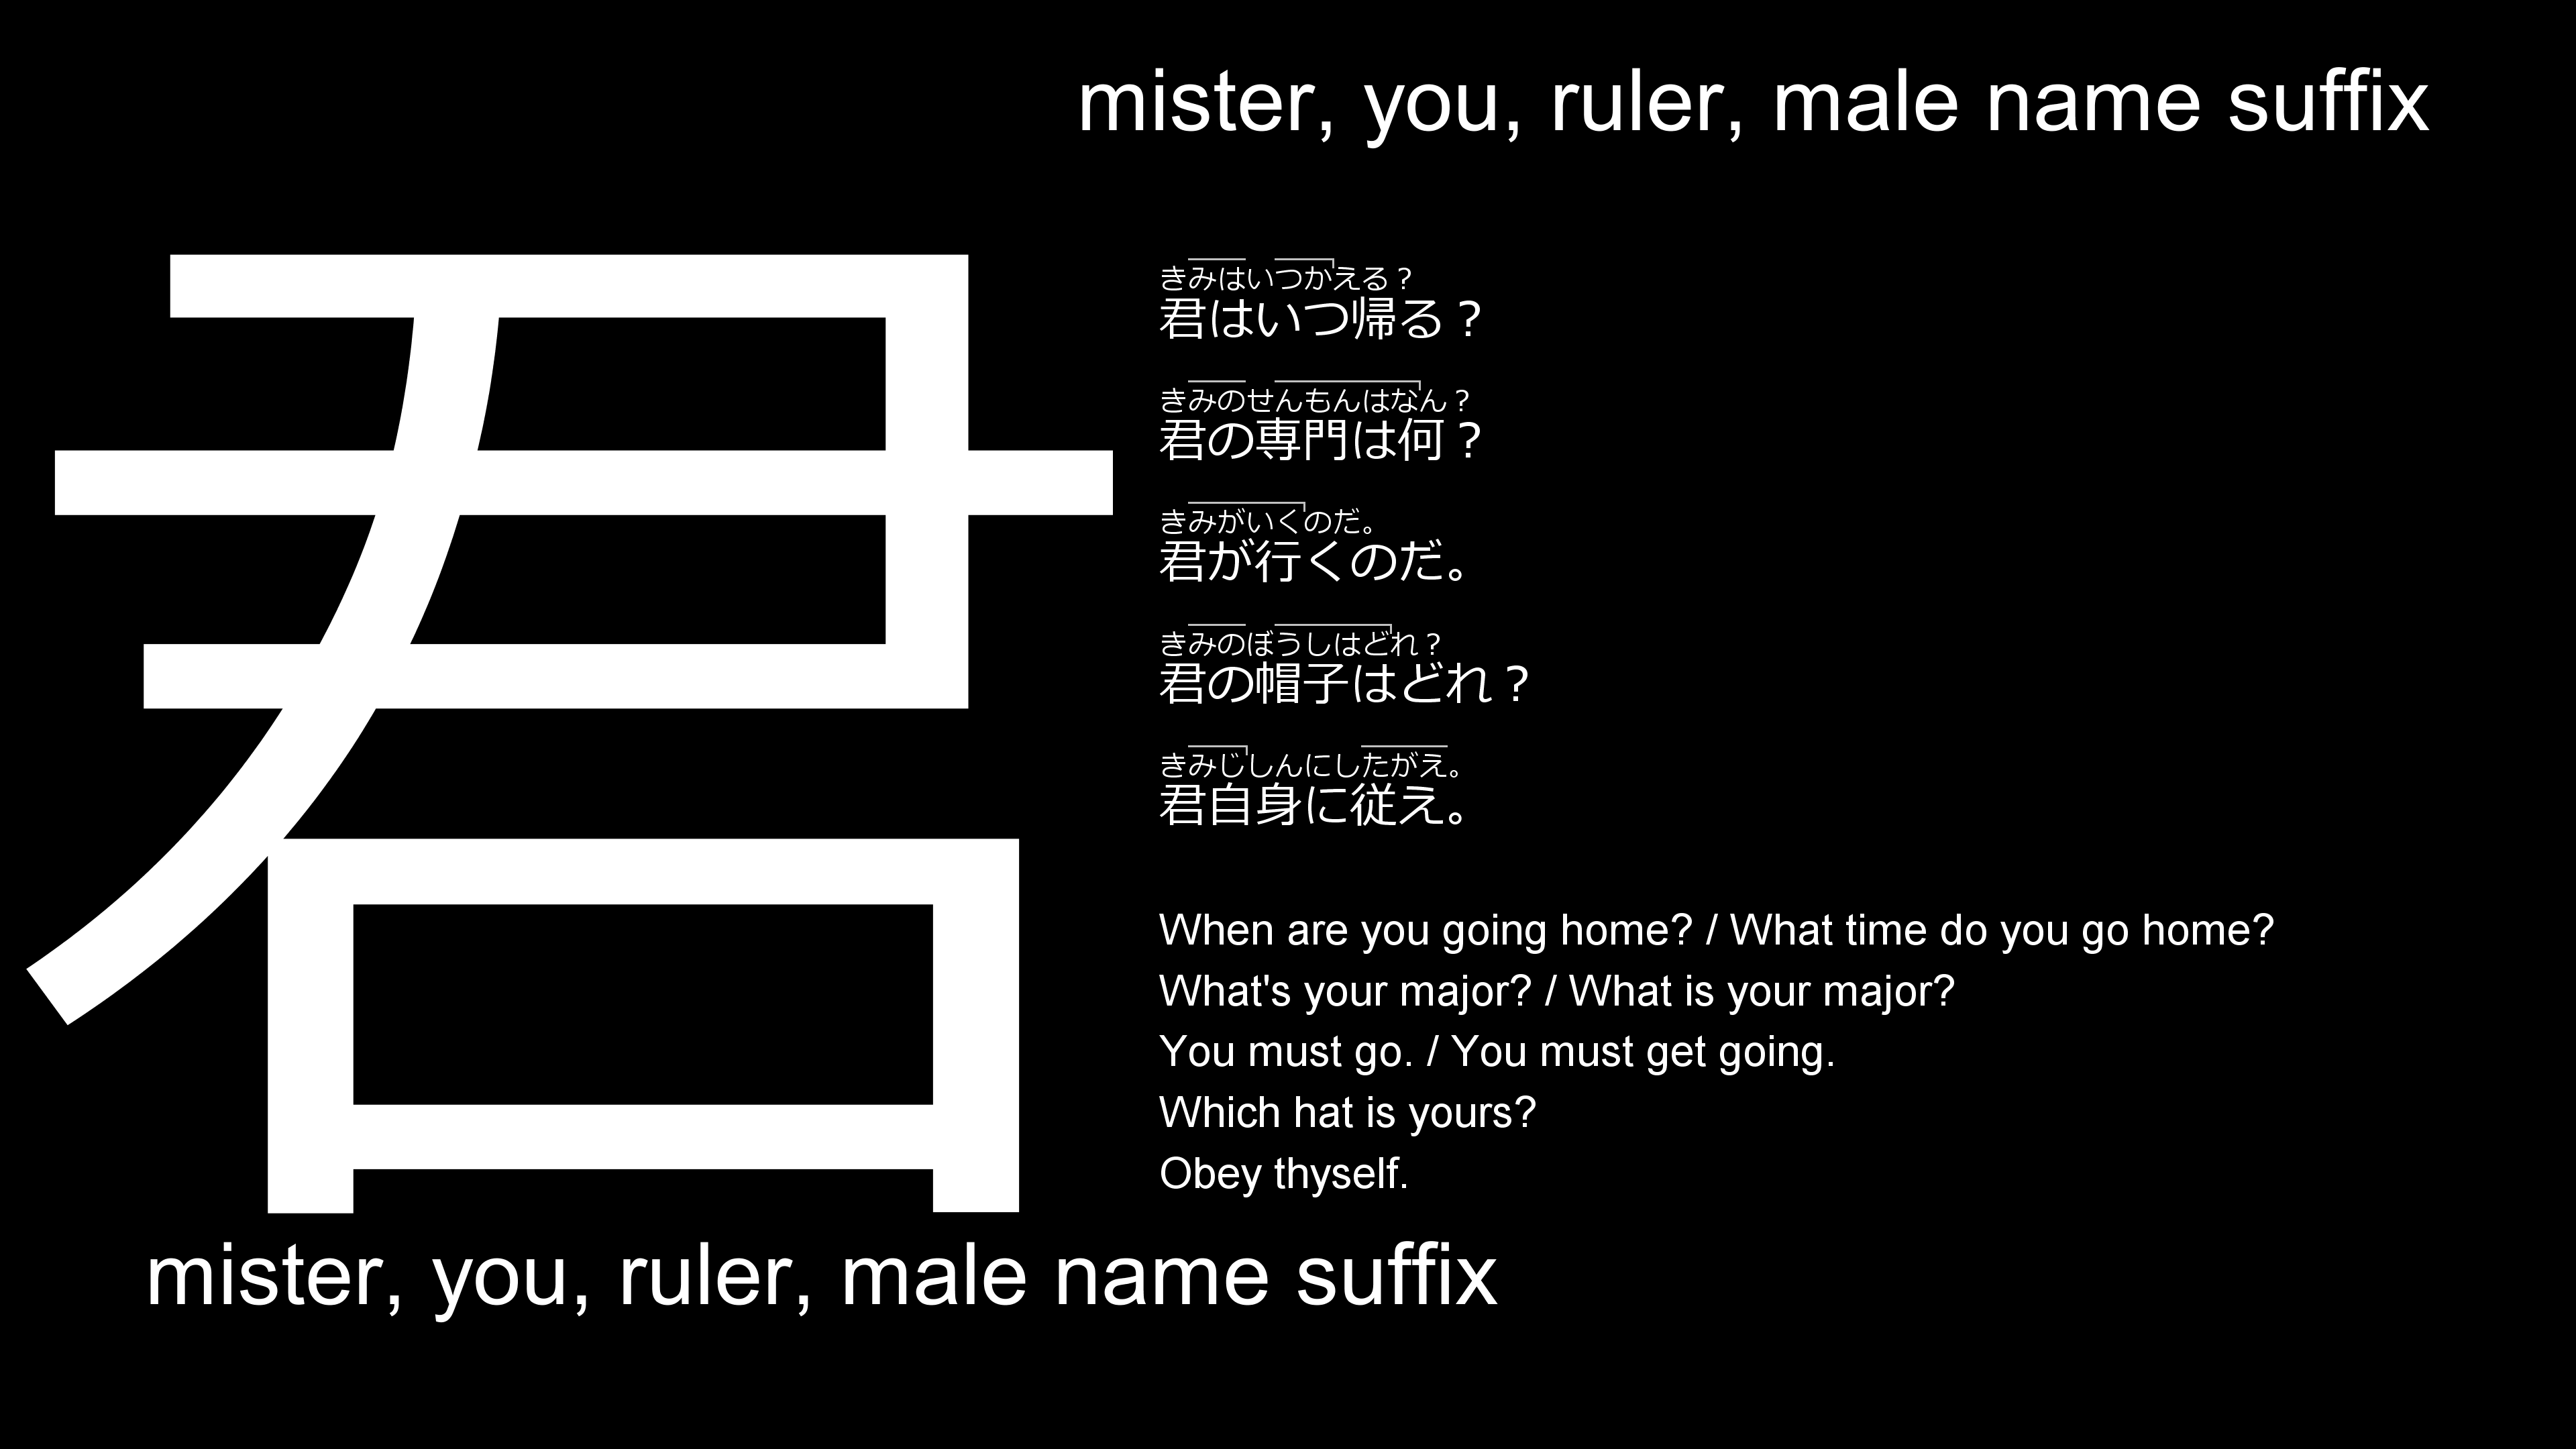 mister, you, ruler, male name suffix
君
きみはいつかえる？
君はいつ帰る？
きみのせんもんはなん？
君の専門は何？
きみがいくのだ。
君が行くのだ。
きみのぼうしはどれ？
君の帽子はどれ？
きみじしんにしたがえ。
君自身に従え。
When are you going home? / What time do you go home?
What's your major? / What is your major?
You must go. / You must get going.
Which hat is yours?
Obey thyself.
mister, you, ruler, male name suffix